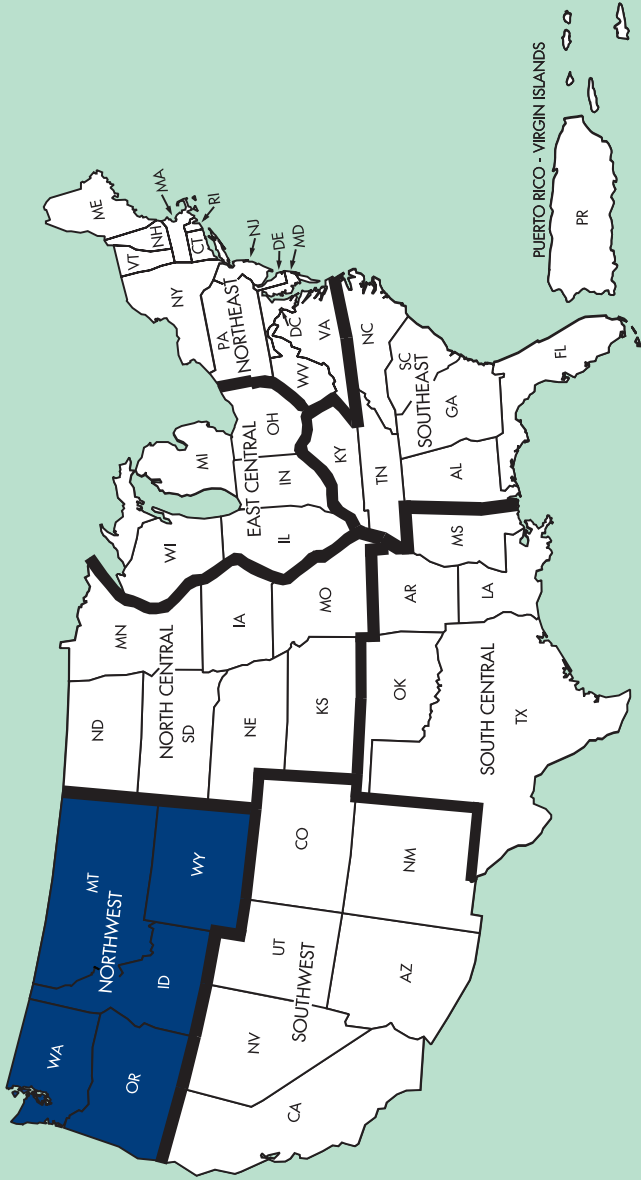 WA
OR
MT
NORTHWEST
ID
WY
ND
MN
NORTH CENTRAL
SD
IA
NE
MO
KS
WI
MI
EAST CENTRAL
IL
IN
OH
ME
VT
NH
MA
RI
CT
NY
NJ
DE
MD
PA
NORTHEAST
DC
WV
VA
CA
NV
UT
SOUTHWEST
CO
AZ
NM
OK
AR
SOUTH CENTRAL
TX
LA
MS
KY
TN
NC
SC
SOUTHEAST
GA
AL
FL
PUERTO RICO - VIRGIN ISLANDS
PR